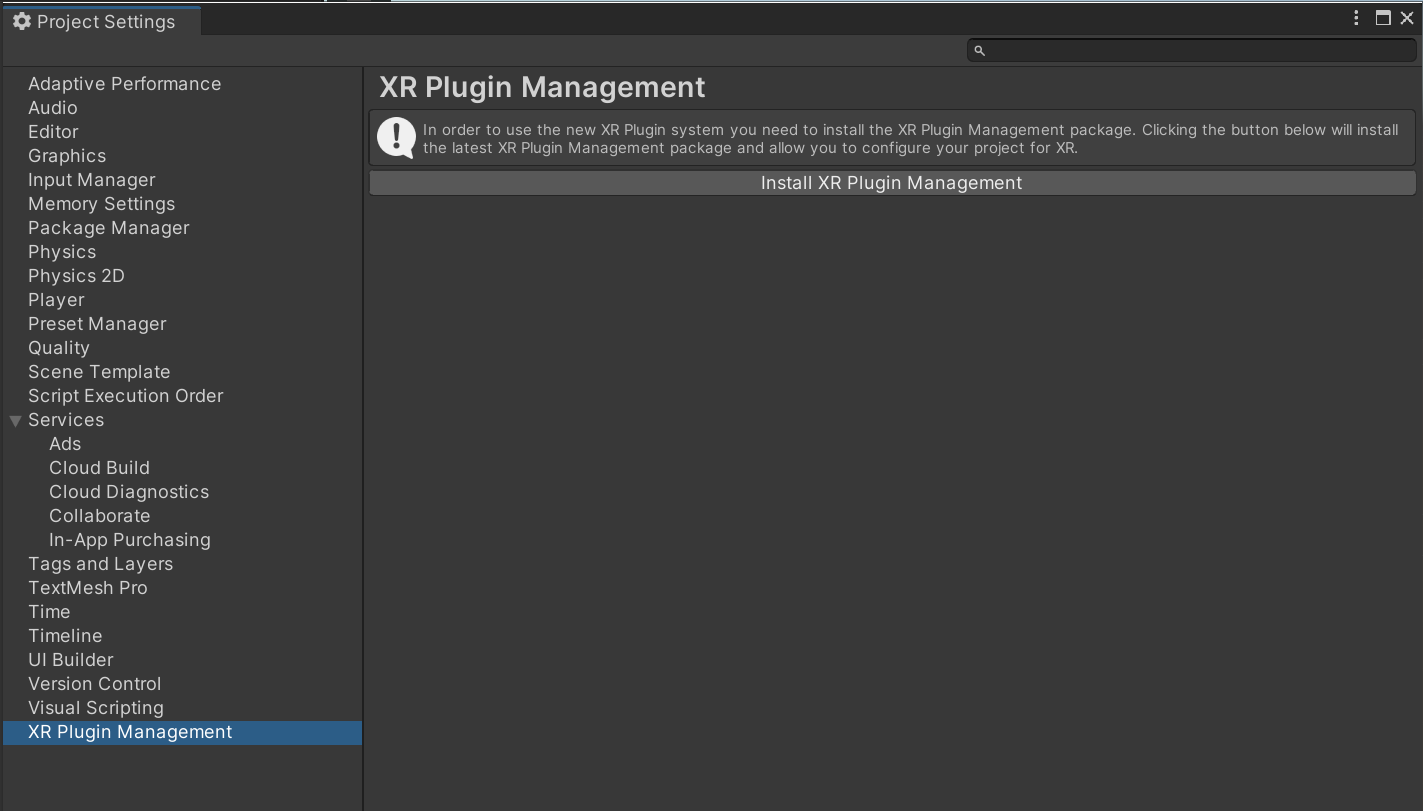 Project Settings
Adaptive Performance
Audio
Editor
Graphics
Input Manager
Memory Settings
Package Manager
Physics
Physics 2D
Player
Preset Manager
Quality
Scene Template
Script Execution Order
Services
Ads
Cloud Build
Cloud Diagnostics
Collaborate
In-App Purchasing
Tags and Layers
TextMesh Pro
Time
Timeline
UI Builder
Version Control
Visual Scripting
XR Plugin Management
XR Plugin Management
In order to use the new XR Plugin system you need to install the XR Plugin Management package. Clicking the button below will install
the latest XR Plugin Management package and allow you to configure your project for XR.
Install XR Plugin Management